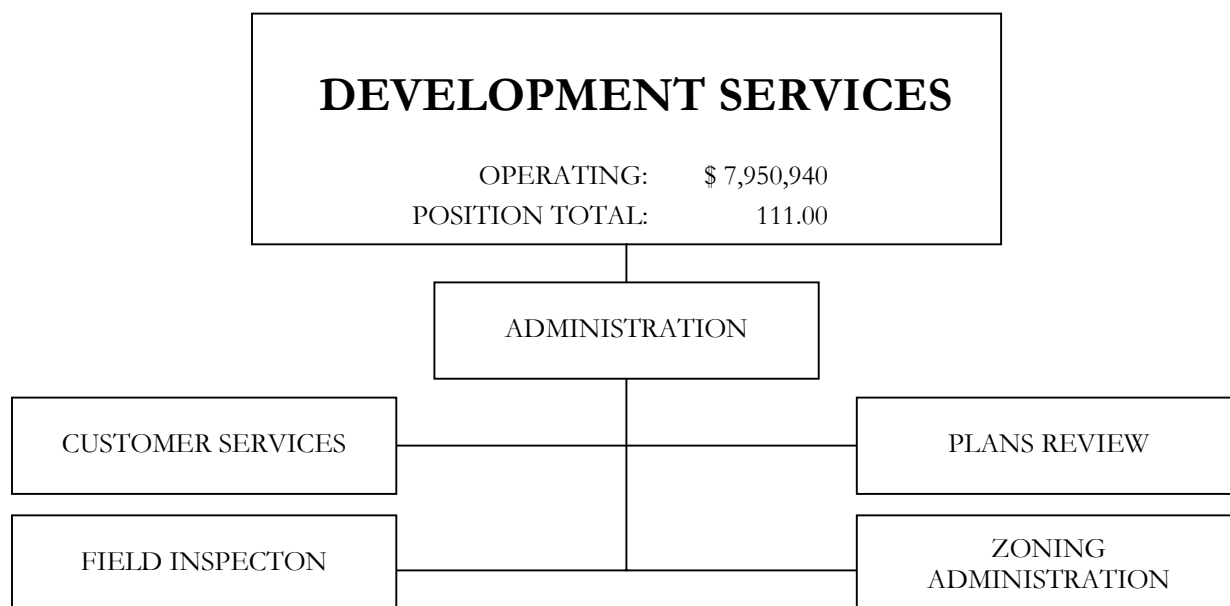 DEVELOPMENT SERVICES
OPERATING: $ 7,950,940
POSITION TOTAL: 111.00
ADMINISTRATION
CUSTOMER SERVICES
PLANS REVIEW
FIELD INSPECTON
ZONING
ADMINISTRATION